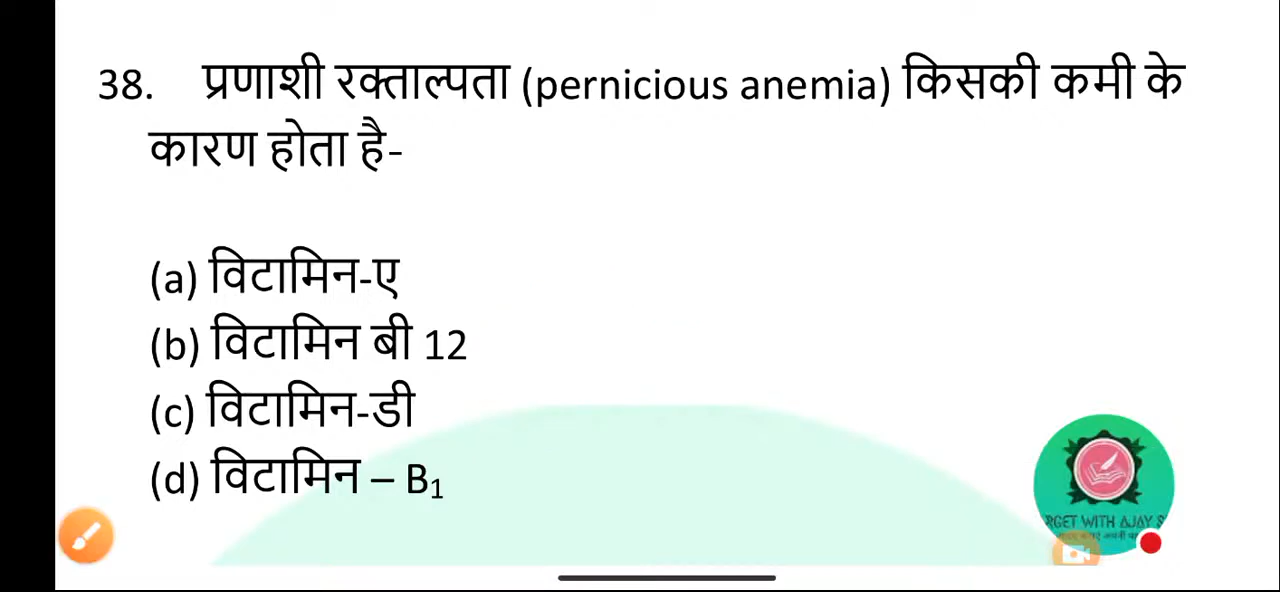 38. प्रणाशी रक्ताल्पता (pernicious anemia) किसकी कमी के
कारण होता है-
(a) विटामिन-ए
(b) विटामिन बी 12
(c) विटामिन-डी
(d) विटामिन – B₁
RGET WITH AJAY S